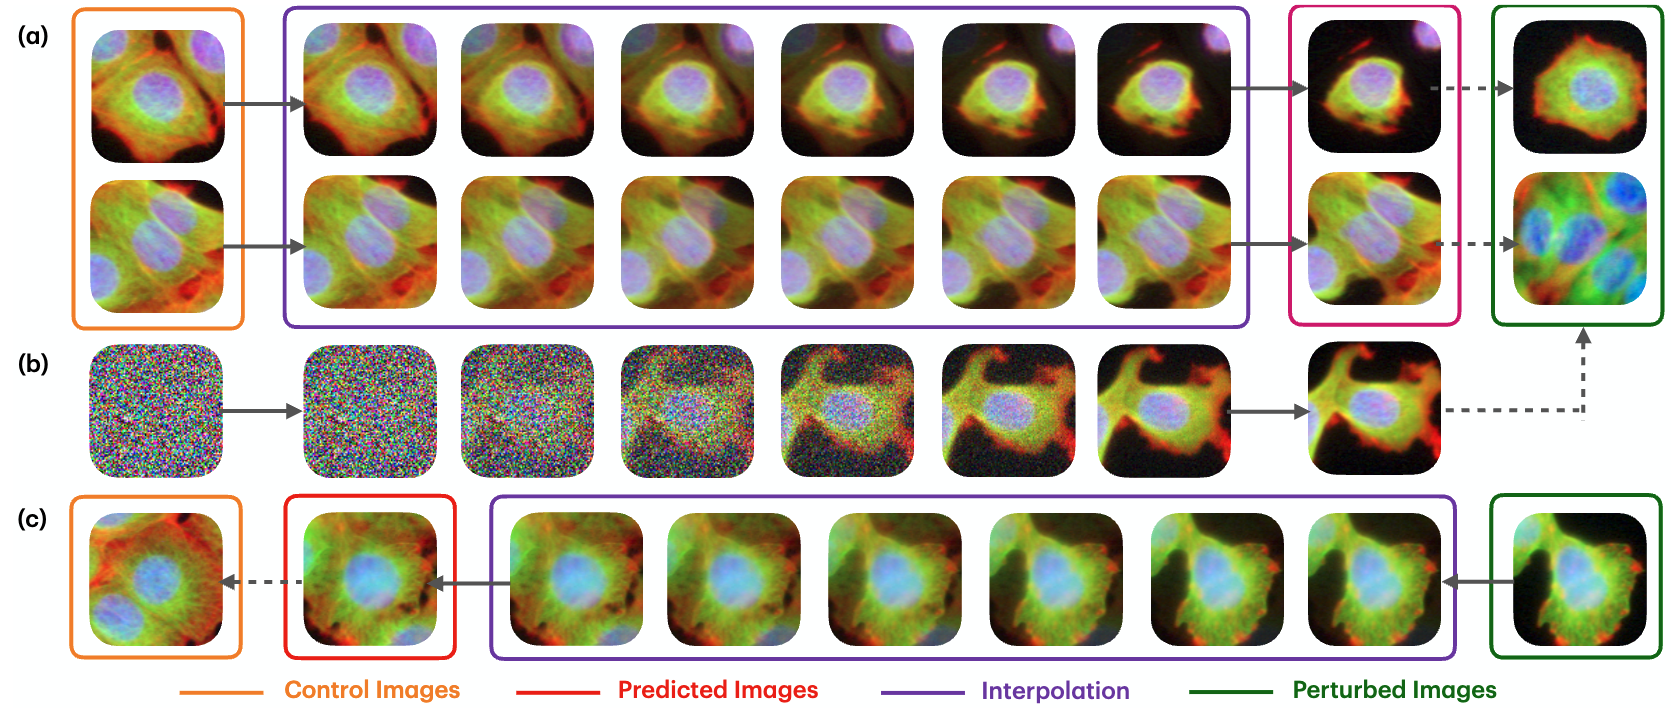 (a)
(b)
(c)
Control Images
Predicted Images
Interpolation
Perturbed Images